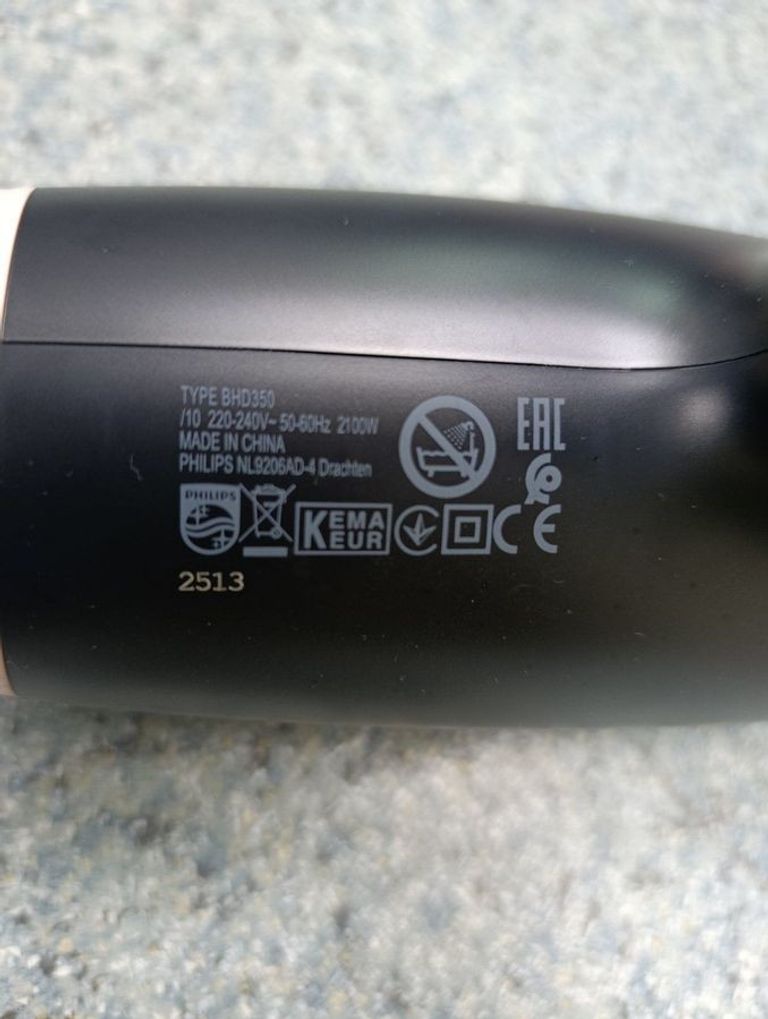 TYPE BHD350
/10 220-240V~ 50-60Hz 2100W
MADE IN CHINA
PHILIPS NL9206AD-4 Drachten
EAC
PHILIPS
KEMA
KEUR
CE
2513